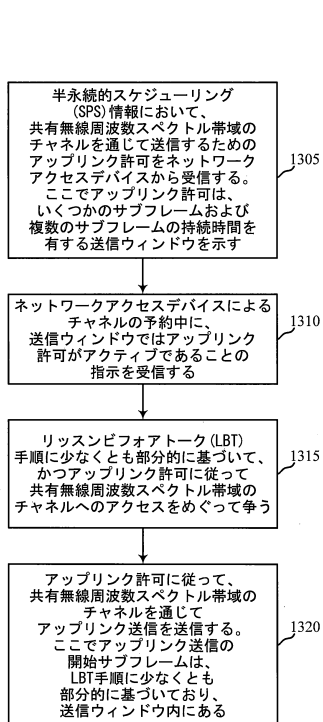 半永続的スケジューリング
(SPS)情報において、
共有無線周波数スペクトル帯域の
チャネルを通じて送信するための
アップリンク許可をネットワーク
アクセスデバイスから受信する。
ここでアップリンク許可は、
いくつかのサブフレームおよび
複数のサブフレームの持続時間を
有する送信ウィンドウを示す
1305
ネットワークアクセスデバイスによる
チャネルの予約中に、
送信ウィンドウではアップリンク
許可がアクティブであることの
指示を受信する
1310
リッスンビフォアトーク(LBT)
手順に少なくとも部分的に基づいて、
かつアップリンク許可に従って
共有無線周波数スペクトル帯域の
チャネルへのアクセスをめぐって争う
1315
アップリンク許可に従って、
共有無線周波数スペクトル帯域の
チャネルを通じて
アップリンク送信を送信する。
ここでアップリンク送信の
開始サブフレームは、
LBT手順に少なくとも
部分的に基づいており、
送信ウィンドウ内にある
1320